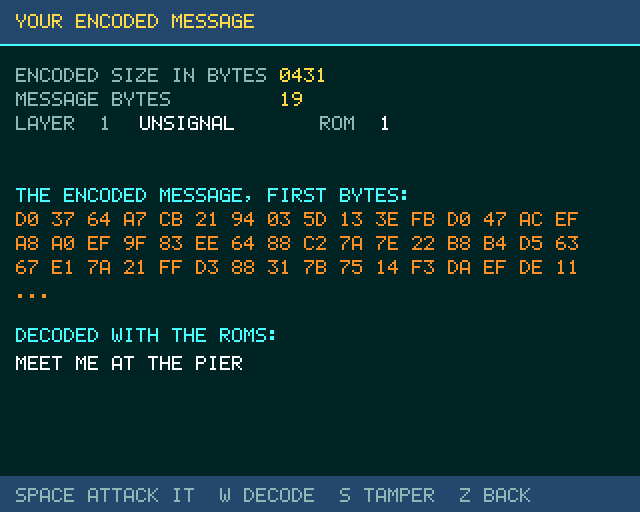 YOUR ENCODED MESSAGE
ENCODED SIZE IN BYTES 0431
MESSAGE BYTES 19
LAYER 1 UNSIGNAL ROM 1
THE ENCODED MESSAGE, FIRST BYTES:
D0 37 64 A7 CB 21 94 03 5D 13 3E FB D0 47 AC EF
A8 A0 EF 9F 83 EE 64 88 C2 7A 7E 22 B8 B4 D5 63
67 E1 7A 21 FF D3 88 31 7B 75 14 F3 DA EF DE 11
...
DECODED WITH THE ROMS:
MEET ME AT THE PIER
SPACE ATTACK IT W DECODE S TAMPER Z BACK